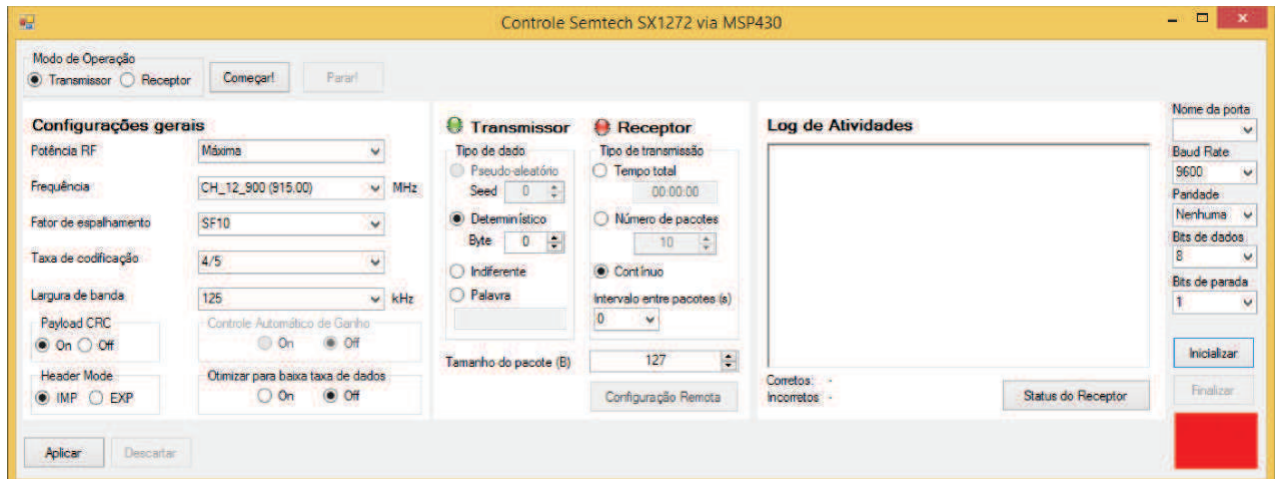 Controle Semtech SX1272 via MSP430
Modo de Operação
Transmissor Receptor Começar! Parar!
Configurações gerais
Potência RF Máxima
Frequência CH_12_900 (915.00) MHz
Fator de espalhamento SF10
Taxa de codificação 4/5
Largura de banda 125 kHz
Payload CRC
On Off
Controle Automático de Ganho
On Off
Header Mode
IMP EXP
Otimizar para baixa taxa de dados
On Off
Aplicar Descartar
Transmissor
Tipo de dado
Pseudo-aleatório
Seed 0
Determinístico
Byte 0
Indiferente
Palavra
Receptor
Tipo de transmissão
Tempo total
00:00:00
Número de pacotes
10
Contínuo
Intervalo entre pacotes (s)
0
Tamanho do pacote (B) 127
Configuração Remota
Log de Atividades
Corretos: -
Incorretos -
Status do Receptor
Nome da porta
Baud Rate
9600
Paridade
Nenhuma
Bits de dados
8
Bits de parada
1
Inicializar
Finalizar